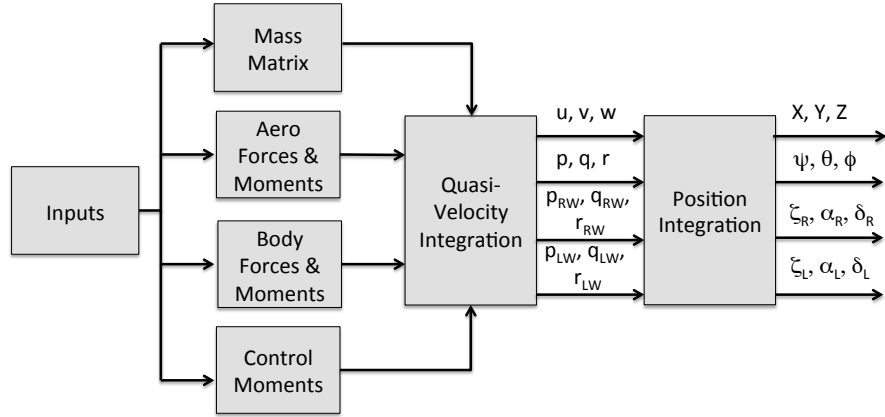 Inputs
Mass
Matrix
Aero
Forces &
Moments
Body
Forces &
Moments
Control
Moments
Quasi-
Velocity
Integration
u, v, w
p, q, r
p_RW, q_RW,
r_RW
p_LW, q_LW,
r_LW
Position
Integration
X, Y, Z
ψ, θ, ϕ
ζ_R, α_R, δ_R
ζ_L, α_L, δ_L